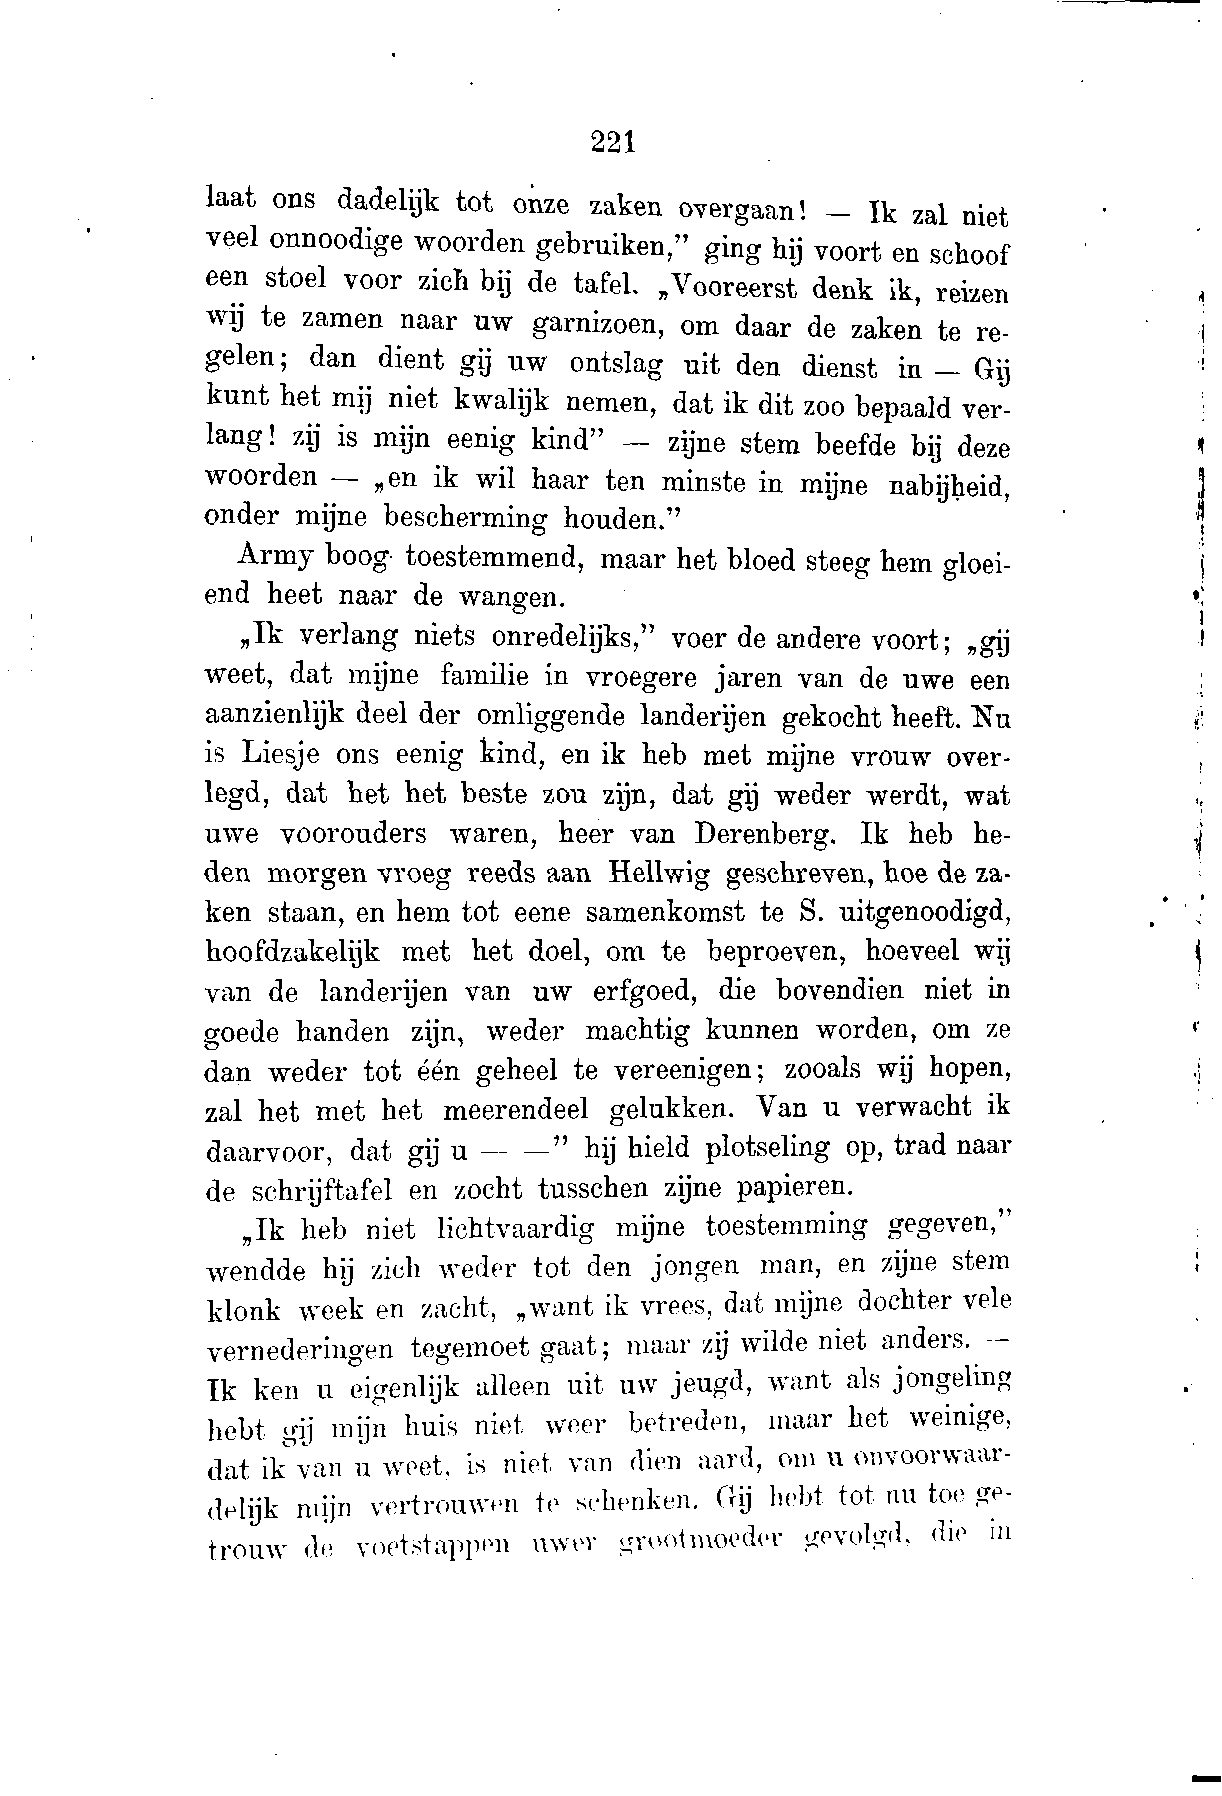 221
laat ons dadelijk tot onze zaken overgaan! — Ik zal niet
veel onnoodige woorden gebruiken,” ging hij voort en schoof
een stoel voor zich bij de tafel. „Vooreerst denk ik, reizen
wij te zamen naar uw garnizoen, om daar de zaken te re-
gelen; dan dient gij uw ontslag uit den dienst in — Gij
kunt het mij niet kwalijk nemen, dat ik dit zoo bepaald ver-
lang! zij is mijn eenig kind” — zijne stem beefde bij deze
woorden — „en ik wil haar ten minste in mijne nabijheid,
onder mijne bescherming houden.”
Army boog toestemmend, maar het bloed steeg hem gloei-
end heet naar de wangen.
„Ik verlang niets onredelijks,” voer de andere voort; „gij
weet, dat mijne familie in vroegere jaren van de uwe een
aanzienlijk deel der omliggende landerijen gekocht heeft. Nu
is Liesje ons eenig kind, en ik heb met mijne vrouw over-
legd, dat het het beste zou zijn, dat gij weder werdt, wat
uwe voorouders waren, heer van Derenberg. Ik heb he-
den morgen vroeg reeds aan Hellwig geschreven, hoe de za-
ken staan, en hem tot eene samenkomst te S. uitgenoodigd,
hoofdzakelijk met het doel, om te beproeven, hoeveel wij
van de landerijen van uw erfgoed, die bovendien niet in
goede handen zijn, weder machtig kunnen worden, om ze
dan weder tot één geheel te vereenigen; zooals wij hopen,
zal het met het meerendeel gelukken. Van u verwacht ik
daarvoor, dat gij u — —” hij hield plotseling op, trad naar
de schrijftafel en zocht tusschen zijne papieren.
„Ik heb niet lichtvaardig mijne toestemming gegeven,”
wendde hij zich weder tot den jongen man, en zijne stem
klonk week en zacht, „want ik vrees, dat mijne dochter vele
vernederingen tegemoet gaat; maar zij wilde niet anders. —
Ik ken u eigenlijk alleen uit uw jeugd, want als jongeling
hebt gij mijn huis niet weer betreden, maar het weinige,
dat ik van u weet, is niet van dien aard, om u onvoorwaar-
delijk mijn vertrouwen te schenken. Gij hebt tot nu toe ge-
trouw de voetstappen uwer grootmoeder gevolgd, die in